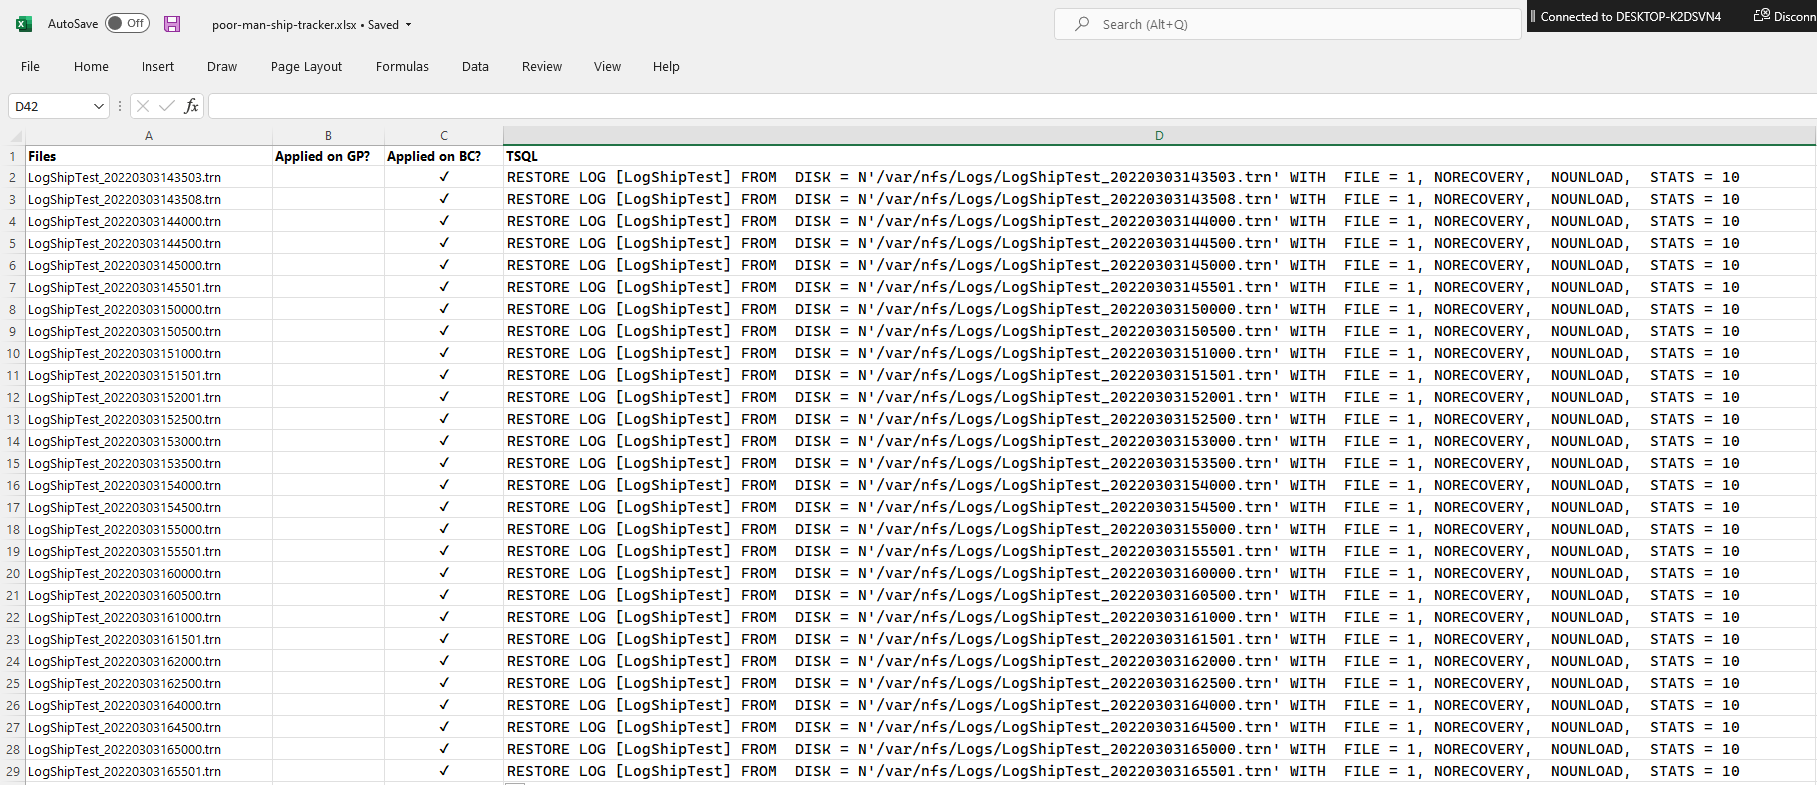 AutoSave Off poor-man-ship-tracker.xlsx • Saved Search (Alt+Q) Connected to DESKTOP-K2DSVN4 Disconn
File Home Insert Draw Page Layout Formulas Data Review View Help
D42 fx
A B C D
1 Files Applied on GP? Applied on BC? TSQL
2 LogShipTest_20220303143503.trn ✓ RESTORE LOG [LogShipTest] FROM  DISK = N'/var/nfs/Logs/LogShipTest_20220303143503.trn' WITH  FILE = 1, NORECOVERY,  NOUNLOAD,  STATS = 10
3 LogShipTest_20220303143508.trn ✓ RESTORE LOG [LogShipTest] FROM  DISK = N'/var/nfs/Logs/LogShipTest_20220303143508.trn' WITH  FILE = 1, NORECOVERY,  NOUNLOAD,  STATS = 10
4 LogShipTest_20220303144000.trn ✓ RESTORE LOG [LogShipTest] FROM  DISK = N'/var/nfs/Logs/LogShipTest_20220303144000.trn' WITH  FILE = 1, NORECOVERY,  NOUNLOAD,  STATS = 10
5 LogShipTest_20220303144500.trn ✓ RESTORE LOG [LogShipTest] FROM  DISK = N'/var/nfs/Logs/LogShipTest_20220303144500.trn' WITH  FILE = 1, NORECOVERY,  NOUNLOAD,  STATS = 10
6 LogShipTest_20220303145000.trn ✓ RESTORE LOG [LogShipTest] FROM  DISK = N'/var/nfs/Logs/LogShipTest_20220303145000.trn' WITH  FILE = 1, NORECOVERY,  NOUNLOAD,  STATS = 10
7 LogShipTest_20220303145501.trn ✓ RESTORE LOG [LogShipTest] FROM  DISK = N'/var/nfs/Logs/LogShipTest_20220303145501.trn' WITH  FILE = 1, NORECOVERY,  NOUNLOAD,  STATS = 10
8 LogShipTest_20220303150000.trn ✓ RESTORE LOG [LogShipTest] FROM  DISK = N'/var/nfs/Logs/LogShipTest_20220303150000.trn' WITH  FILE = 1, NORECOVERY,  NOUNLOAD,  STATS = 10
9 LogShipTest_20220303150500.trn ✓ RESTORE LOG [LogShipTest] FROM  DISK = N'/var/nfs/Logs/LogShipTest_20220303150500.trn' WITH  FILE = 1, NORECOVERY,  NOUNLOAD,  STATS = 10
10 LogShipTest_20220303151000.trn ✓ RESTORE LOG [LogShipTest] FROM  DISK = N'/var/nfs/Logs/LogShipTest_20220303151000.trn' WITH  FILE = 1, NORECOVERY,  NOUNLOAD,  STATS = 10
11 LogShipTest_20220303151501.trn ✓ RESTORE LOG [LogShipTest] FROM  DISK = N'/var/nfs/Logs/LogShipTest_20220303151501.trn' WITH  FILE = 1, NORECOVERY,  NOUNLOAD,  STATS = 10
12 LogShipTest_20220303152001.trn ✓ RESTORE LOG [LogShipTest] FROM  DISK = N'/var/nfs/Logs/LogShipTest_20220303152001.trn' WITH  FILE = 1, NORECOVERY,  NOUNLOAD,  STATS = 10
13 LogShipTest_20220303152500.trn ✓ RESTORE LOG [LogShipTest] FROM  DISK = N'/var/nfs/Logs/LogShipTest_20220303152500.trn' WITH  FILE = 1, NORECOVERY,  NOUNLOAD,  STATS = 10
14 LogShipTest_20220303153000.trn ✓ RESTORE LOG [LogShipTest] FROM  DISK = N'/var/nfs/Logs/LogShipTest_20220303153000.trn' WITH  FILE = 1, NORECOVERY,  NOUNLOAD,  STATS = 10
15 LogShipTest_20220303153500.trn ✓ RESTORE LOG [LogShipTest] FROM  DISK = N'/var/nfs/Logs/LogShipTest_20220303153500.trn' WITH  FILE = 1, NORECOVERY,  NOUNLOAD,  STATS = 10
16 LogShipTest_20220303154000.trn ✓ RESTORE LOG [LogShipTest] FROM  DISK = N'/var/nfs/Logs/LogShipTest_20220303154000.trn' WITH  FILE = 1, NORECOVERY,  NOUNLOAD,  STATS = 10
17 LogShipTest_20220303154500.trn ✓ RESTORE LOG [LogShipTest] FROM  DISK = N'/var/nfs/Logs/LogShipTest_20220303154500.trn' WITH  FILE = 1, NORECOVERY,  NOUNLOAD,  STATS = 10
18 LogShipTest_20220303155000.trn ✓ RESTORE LOG [LogShipTest] FROM  DISK = N'/var/nfs/Logs/LogShipTest_20220303155000.trn' WITH  FILE = 1, NORECOVERY,  NOUNLOAD,  STATS = 10
19 LogShipTest_20220303155501.trn ✓ RESTORE LOG [LogShipTest] FROM  DISK = N'/var/nfs/Logs/LogShipTest_20220303155501.trn' WITH  FILE = 1, NORECOVERY,  NOUNLOAD,  STATS = 10
20 LogShipTest_20220303160000.trn ✓ RESTORE LOG [LogShipTest] FROM  DISK = N'/var/nfs/Logs/LogShipTest_20220303160000.trn' WITH  FILE = 1, NORECOVERY,  NOUNLOAD,  STATS = 10
21 LogShipTest_20220303160500.trn ✓ RESTORE LOG [LogShipTest] FROM  DISK = N'/var/nfs/Logs/LogShipTest_20220303160500.trn' WITH  FILE = 1, NORECOVERY,  NOUNLOAD,  STATS = 10
22 LogShipTest_20220303161000.trn ✓ RESTORE LOG [LogShipTest] FROM  DISK = N'/var/nfs/Logs/LogShipTest_20220303161000.trn' WITH  FILE = 1, NORECOVERY,  NOUNLOAD,  STATS = 10
23 LogShipTest_20220303161501.trn ✓ RESTORE LOG [LogShipTest] FROM  DISK = N'/var/nfs/Logs/LogShipTest_20220303161501.trn' WITH  FILE = 1, NORECOVERY,  NOUNLOAD,  STATS = 10
24 LogShipTest_20220303162000.trn ✓ RESTORE LOG [LogShipTest] FROM  DISK = N'/var/nfs/Logs/LogShipTest_20220303162000.trn' WITH  FILE = 1, NORECOVERY,  NOUNLOAD,  STATS = 10
25 LogShipTest_20220303162500.trn ✓ RESTORE LOG [LogShipTest] FROM  DISK = N'/var/nfs/Logs/LogShipTest_20220303162500.trn' WITH  FILE = 1, NORECOVERY,  NOUNLOAD,  STATS = 10
26 LogShipTest_20220303164000.trn ✓ RESTORE LOG [LogShipTest] FROM  DISK = N'/var/nfs/Logs/LogShipTest_20220303164000.trn' WITH  FILE = 1, NORECOVERY,  NOUNLOAD,  STATS = 10
27 LogShipTest_20220303164500.trn ✓ RESTORE LOG [LogShipTest] FROM  DISK = N'/var/nfs/Logs/LogShipTest_20220303164500.trn' WITH  FILE = 1, NORECOVERY,  NOUNLOAD,  STATS = 10
28 LogShipTest_20220303165000.trn ✓ RESTORE LOG [LogShipTest] FROM  DISK = N'/var/nfs/Logs/LogShipTest_20220303165000.trn' WITH  FILE = 1, NORECOVERY,  NOUNLOAD,  STATS = 10
29 LogShipTest_20220303165501.trn ✓ RESTORE LOG [LogShipTest] FROM  DISK = N'/var/nfs/Logs/LogShipTest_20220303165501.trn' WITH  FILE = 1, NORECOVERY,  NOUNLOAD,  STATS = 10